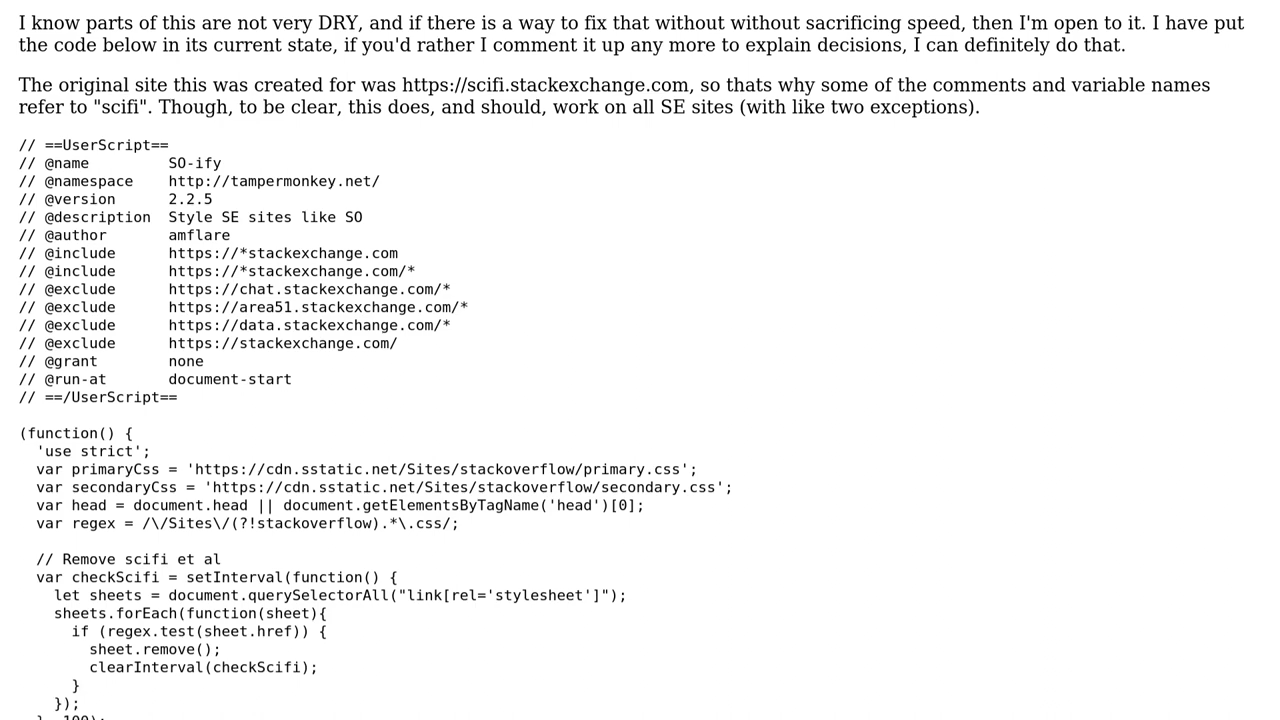 I know parts of this are not very DRY, and if there is a way to fix that without without sacrificing speed, then I'm open to it. I have put
the code below in its current state, if you'd rather I comment it up any more to explain decisions, I can definitely do that.
The original site this was created for was https://scifi.stackexchange.com, so thats why some of the comments and variable names
refer to "scifi". Though, to be clear, this does, and should, work on all SE sites (with like two exceptions).
// ==UserScript==
// @name         SO-ify
// @namespace    http://tampermonkey.net/
// @version      2.2.5
// @description  Style SE sites like SO
// @author       amflare
// @include      https://*stackexchange.com
// @include      https://*stackexchange.com/*
// @exclude      https://chat.stackexchange.com/*
// @exclude      https://area51.stackexchange.com/*
// @exclude      https://data.stackexchange.com/*
// @exclude      https://stackexchange.com/
// @grant        none
// @run-at       document-start
// ==/UserScript==
(function() {
  'use strict';
  var primaryCss = 'https://cdn.sstatic.net/Sites/stackoverflow/primary.css';
  var secondaryCss = 'https://cdn.sstatic.net/Sites/stackoverflow/secondary.css';
  var head = document.head || document.getElementsByTagName('head')[0];
  var regex = /\/Sites\/(?!stackoverflow).*\.css/;
  // Remove scifi et al
  var checkScifi = setInterval(function() {
    let sheets = document.querySelectorAll("link[rel='stylesheet']");
    sheets.forEach(function(sheet){
      if (regex.test(sheet.href)) {
        sheet.remove();
        clearInterval(checkScifi);
      }
    });
  }, 100);